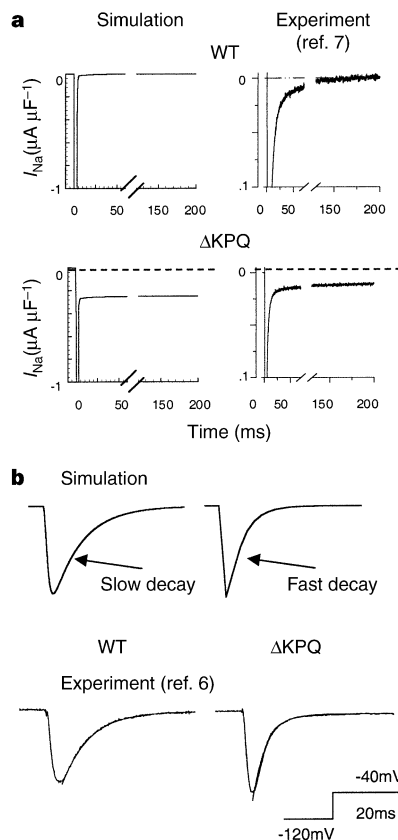 a Simulation Experiment
(ref. 7)
WT
0 0
I Na (µA µF–1)
-1 .1
0 50 150 200 0 50 150 200
ΔKPQ
0 0
I Na (µA µF–1)
-1 .1
0 50 150 200 0 50 150 200
Time (ms)
b Simulation
Slow decay Fast decay
WT ΔKPQ
Experiment (ref. 6)
-40mV
20ms
-120mV